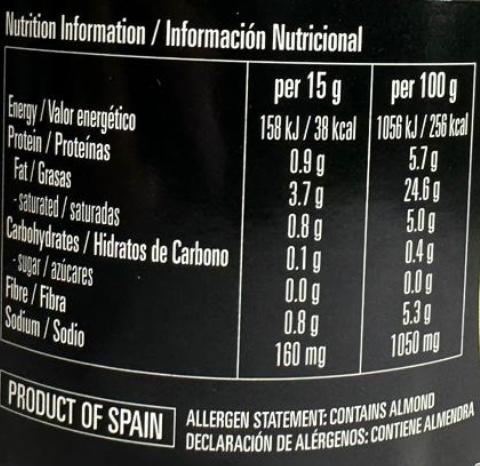 Nutrition Information / Información Nutricional
per 15 g per 100 g
Energy / Valor energético 158 kJ / 38 kcal 1056 kJ / 256 kcal
Protein / Proteínas 0.9 g 5.7 g
Fat / Grasas 3.7 g 24.6 g
- saturated / saturadas 0.8 g 5.0 g
Carbohydrates / Hidratos de Carbono 0.1 g 0.4 g
- sugar / azúcares 0.0 g 0.0 g
Fibre / Fibra 0.8 g 5.3 g
Sodium / Sodio 160 mg 1050 mg
PRODUCT OF SPAIN
ALLERGEN STATEMENT: CONTAINS ALMOND
DECLARACIÓN DE ALÉRGENOS: CONTIENE ALMENDRA